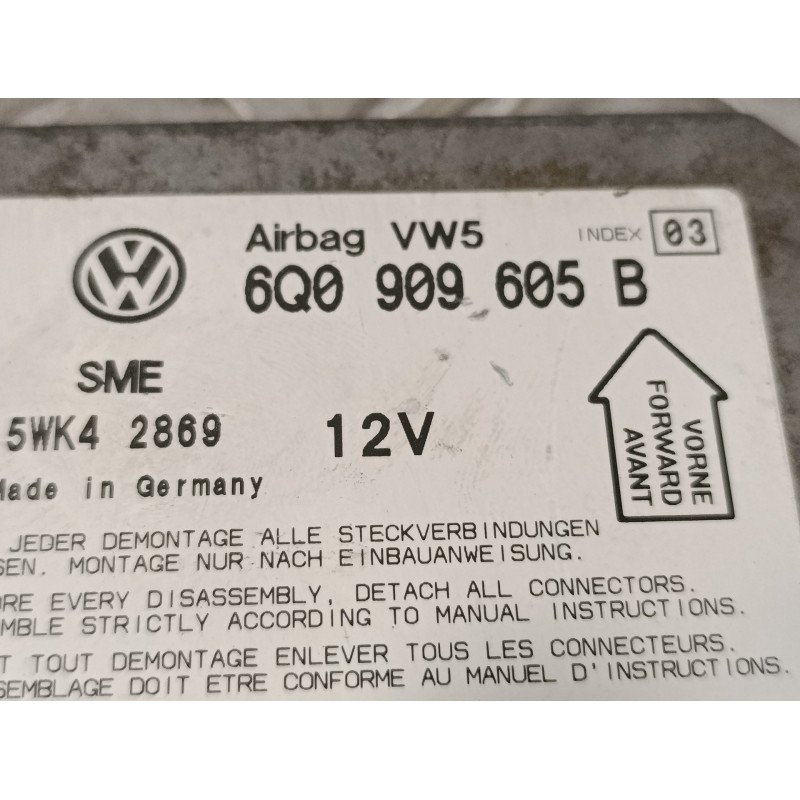 Airbag VW5 INDEX 03
6Q0 909 605 B
SME
5WK4 2869 12V
Made in Germany
VORNE
FORWARD
AVANT
JEDER DEMONTAGE ALLE STECKVERBINDUNGEN
SEN. MONTAGE NUR NACH EINBAUANWEISUNG.
ORE EVERY DISASSEMBLY, DETACH ALL CONNECTORS.
EMBLE STRICTLY ACCORDING TO MANUAL INSTRUCTIONS.
T TOUT DEMONTAGE ENLEVER TOUS LES CONNECTEURS.
SEMBLAGE DOIT ETRE CONFORME AU MANUEL D'INSTRUCTIONS.